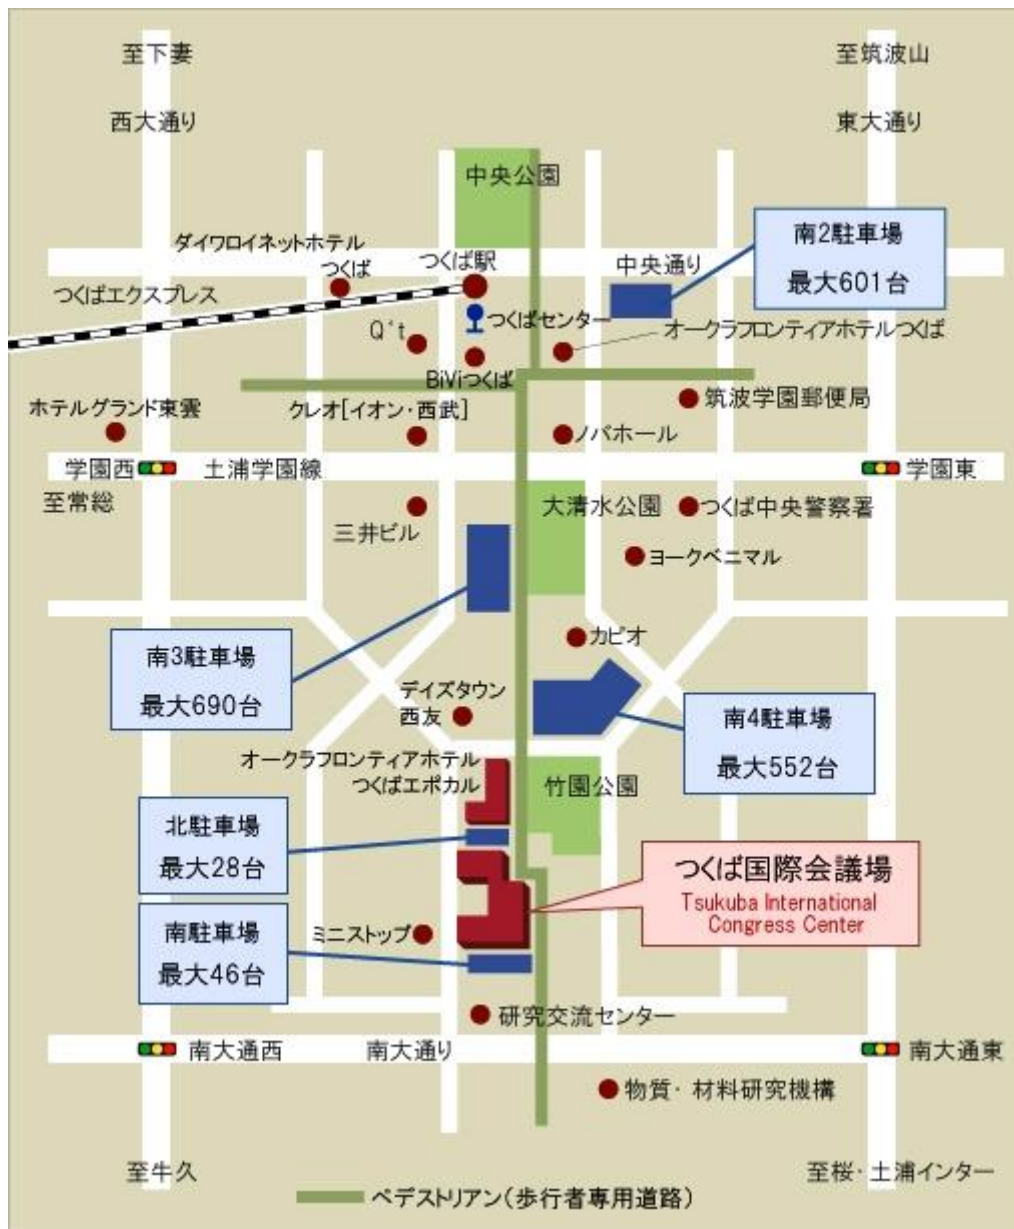 至下妻
至筑波山
西大通り
東大通り
中央公園
南2駐車場
最大601台
ダイワロイネットホテル
つくば
つくば駅
中央通り
つくばエクスプレス
つくばセンター
Q't
オークラフロンティアホテルつくば
BiViつくば
筑波学園郵便局
ホテルグランド東雲
クレオ[イオン・西武]
ノバホール
学園西
土浦学園線
学園東
至常総
大清水公園
つくば中央警察署
三井ビル
ヨークベニマル
カピオ
南3駐車場
最大690台
デイズタウン
西友
南4駐車場
最大552台
オークラフロンティアホテル
つくばエポカル
竹園公園
北駐車場
最大28台
つくば国際会議場
Tsukuba International
Congress Center
南駐車場
最大46台
ミニストップ
研究交流センター
南大通西
南大通り
南大通東
物質・材料研究機構
至牛久
至桜・土浦インター
ペデストリアン(歩行者専用道路)